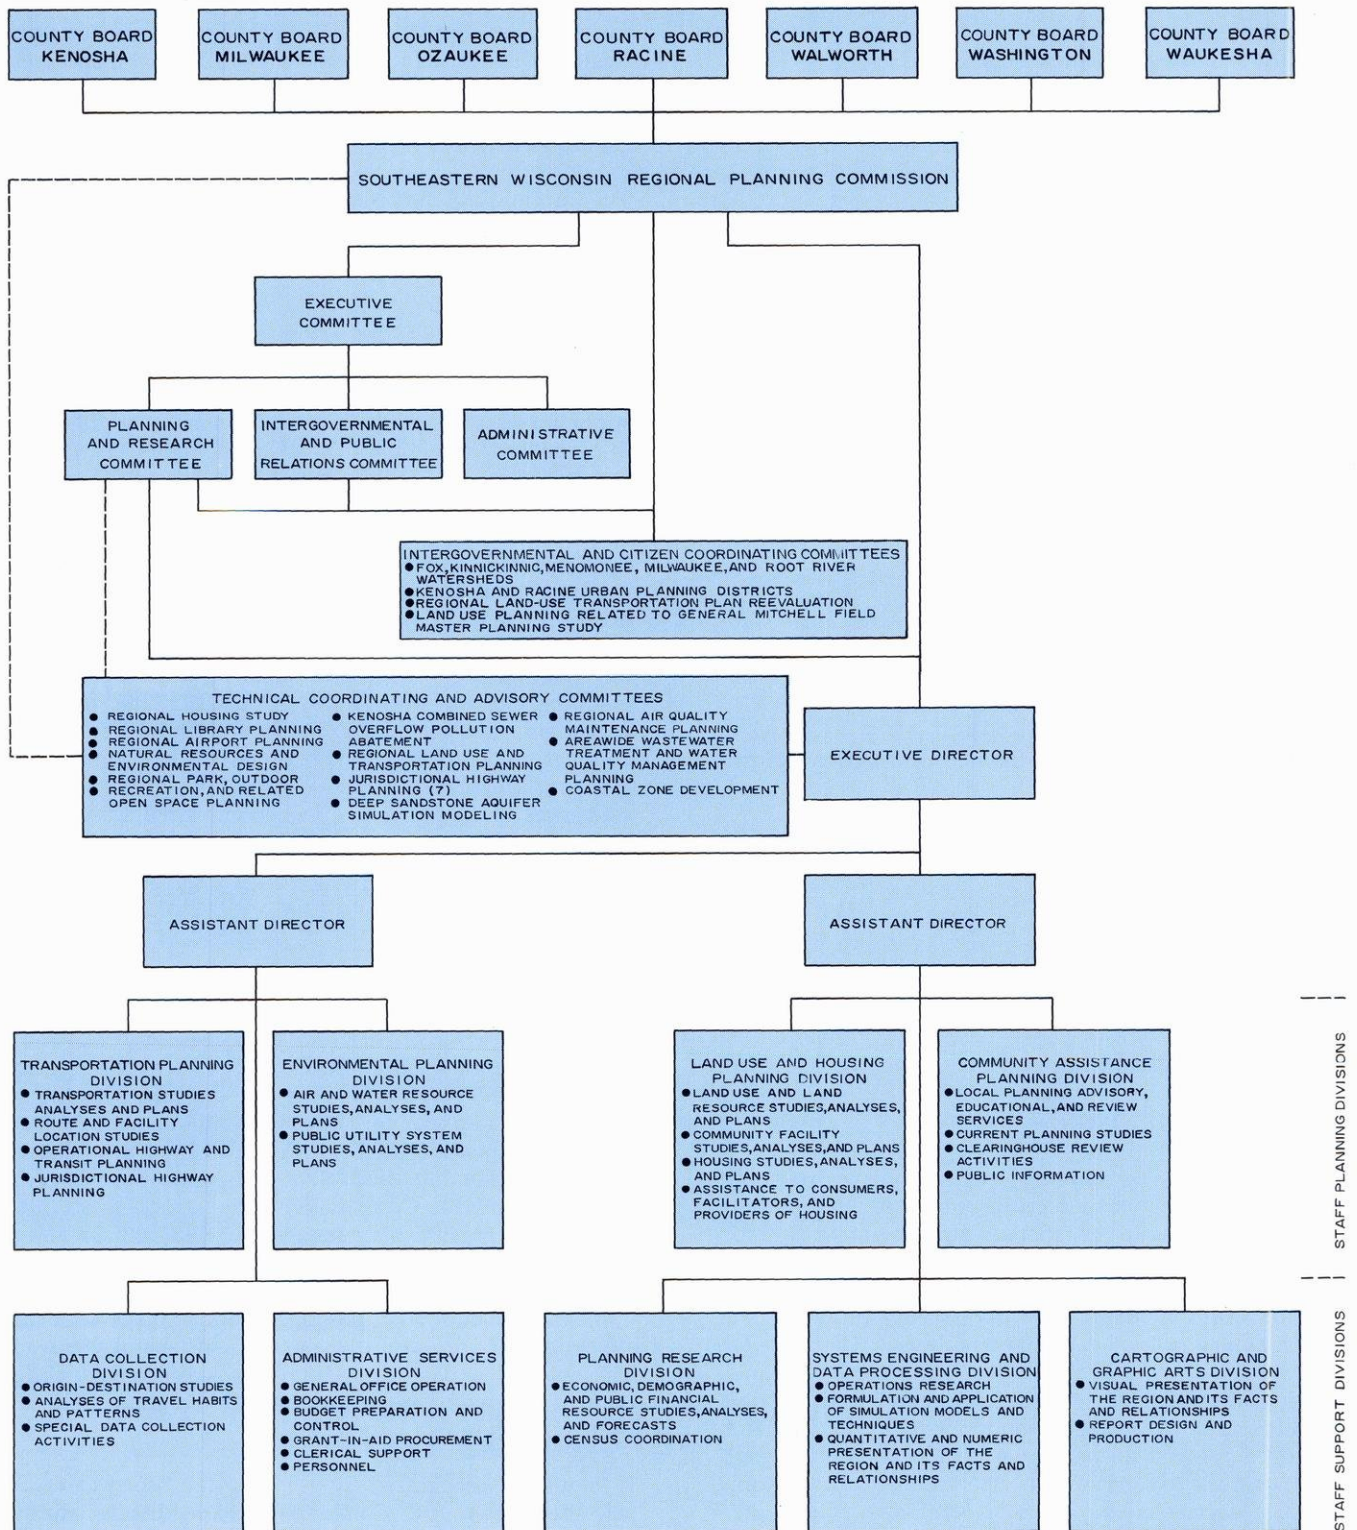 COUNTY BOARD
KENOSHA
COUNTY BOARD
MILWAUKEE
COUNTY BOARD
OZAUKEE
COUNTY BOARD
RACINE
COUNTY BOARD
WALWORTH
COUNTY BOARD
WASHINGTON
COUNTY BOARD
WAUKESHA
SOUTHEASTERN WISCONSIN REGIONAL PLANNING COMMISSION
EXECUTIVE
COMMITTEE
PLANNING
AND RESEARCH
COMMITTEE
INTERGOVERNMENTAL
AND PUBLIC
RELATIONS COMMITTEE
ADMINISTRATIVE
COMMITTEE
INTERGOVERNMENTAL AND CITIZEN COORDINATING COMMITTEES
● FOX, KINNICKINNIC, MENOMONEE, MILWAUKEE, AND ROOT RIVER
WATERSHEDS
● KENOSHA AND RACINE URBAN PLANNING DISTRICTS
● REGIONAL LAND-USE TRANSPORTATION PLAN REEVALUATION
● LAND USE PLANNING RELATED TO GENERAL MITCHELL FIELD
MASTER PLANNING STUDY
TECHNICAL COORDINATING AND ADVISORY COMMITTEES
● REGIONAL HOUSING STUDY
● REGIONAL LIBRARY PLANNING
● REGIONAL AIRPORT PLANNING
● NATURAL RESOURCES AND
ENVIRONMENTAL DESIGN
● REGIONAL PARK, OUTDOOR
● RECREATION, AND RELATED
OPEN SPACE PLANNING
● KENOSHA COMBINED SEWER
OVERFLOW POLLUTION
ABATEMENT
● REGIONAL LAND USE AND
TRANSPORTATION PLANNING
● JURISDICTIONAL HIGHWAY
PLANNING (7)
● DEEP SANDSTONE AQUIFER
SIMULATION MODELING
● REGIONAL AIR QUALITY
MAINTENANCE PLANNING
● AREAWIDE WASTEWATER
TREATMENT AND WATER
QUALITY MANAGEMENT
PLANNING
● COASTAL ZONE DEVELOPMENT
EXECUTIVE DIRECTOR
ASSISTANT DIRECTOR
ASSISTANT DIRECTOR
TRANSPORTATION PLANNING
DIVISION
● TRANSPORTATION STUDIES
ANALYSES AND PLANS
● ROUTE AND FACILITY
LOCATION STUDIES
● OPERATIONAL HIGHWAY AND
TRANSIT PLANNING
● JURISDICTIONAL HIGHWAY
PLANNING
ENVIRONMENTAL PLANNING
DIVISION
● AIR AND WATER RESOURCE
STUDIES, ANALYSES, AND
PLANS
● PUBLIC UTILITY SYSTEM
STUDIES, ANALYSES, AND
PLANS
LAND USE AND HOUSING
PLANNING DIVISION
● LAND USE AND LAND
RESOURCE STUDIES, ANALYSES,
AND PLANS
● COMMUNITY FACILITY
STUDIES, ANALYSES, AND PLANS
● HOUSING STUDIES, ANALYSES,
AND PLANS
● ASSISTANCE TO CONSUMERS,
FACILITATORS, AND
PROVIDERS OF HOUSING
COMMUNITY ASSISTANCE
PLANNING DIVISION
● LOCAL PLANNING ADVISORY,
EDUCATIONAL, AND REVIEW
SERVICES
● CURRENT PLANNING STUDIES
● CLEARINGHOUSE REVIEW
ACTIVITIES
● PUBLIC INFORMATION
STAFF PLANNING DIVISIONS
DATA COLLECTION
DIVISION
● ORIGIN-DESTINATION STUDIES
● ANALYSES OF TRAVEL HABITS
AND PATTERNS
● SPECIAL DATA COLLECTION
ACTIVITIES
ADMINISTRATIVE SERVICES
DIVISION
● GENERAL OFFICE OPERATION
● BOOKKEEPING
● BUDGET PREPARATION AND
CONTROL
● GRANT-IN-AID PROCUREMENT
● CLERICAL SUPPORT
● PERSONNEL
PLANNING RESEARCH
DIVISION
● ECONOMIC, DEMOGRAPHIC,
AND PUBLIC FINANCIAL
RESOURCE STUDIES, ANALYSES,
AND FORECASTS
● CENSUS COORDINATION
SYSTEMS ENGINEERING AND
DATA PROCESSING DIVISION
● OPERATIONS RESEARCH
● FORMULATION AND APPLICATION
OF SIMULATION MODELS AND
TECHNIQUES
● QUANTITATIVE AND NUMERIC
PRESENTATION OF THE
REGION AND ITS FACTS AND
RELATIONSHIPS
CARTOGRAPHIC AND
GRAPHIC ARTS DIVISION
● VISUAL PRESENTATION OF
THE REGION AND ITS FACTS
AND RELATIONSHIPS
● REPORT DESIGN AND
PRODUCTION
STAFF SUPPORT DIVISIONS